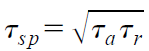 τ_sp = √(τ_a τ_r)